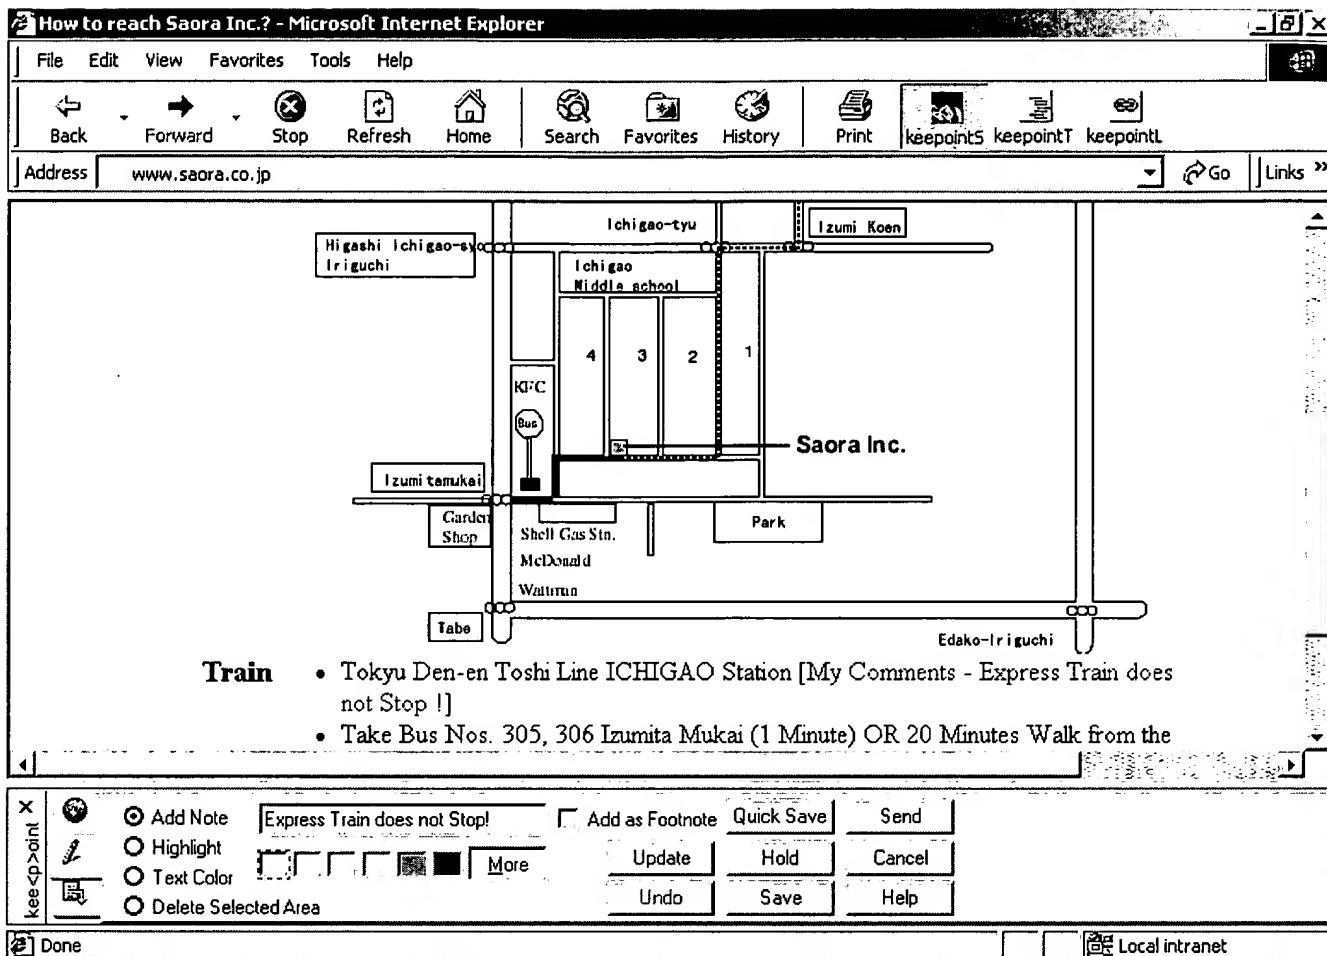 How to reach Saora Inc.? - Microsoft Internet Explorer
File Edit View Favorites Tools Help
Back Forward Stop Refresh Home Search Favorites History Print keepointS keepointT keepointL
Address www.saora.co.jp Go Links »
Ichigao-tyu Izumi Koen
Higashi Ichigao-syo
Iriguchi
Ichigao
Middle school
4 3 2 1
KFC
Bus
Saora Inc.
Izumitamukai
Garden
Shop
Shell Gas Stn.
Park
McDonald
Tabe
Edako-Iriguchi
Train • Tokyu Den-en Toshi Line ICHIGAO Station [My Comments - Express Train does
not Stop !]
• Take Bus Nos. 305, 306 Izumita Mukai (1 Minute) OR 20 Minutes Walk from the
kee<p>oint
Add Note Express Train does not Stop! Add as Footnote Quick Save Send
Highlight
More Update Hold Cancel
Text Color
Undo Save Help
Delete Selected Area
Done Local intranet